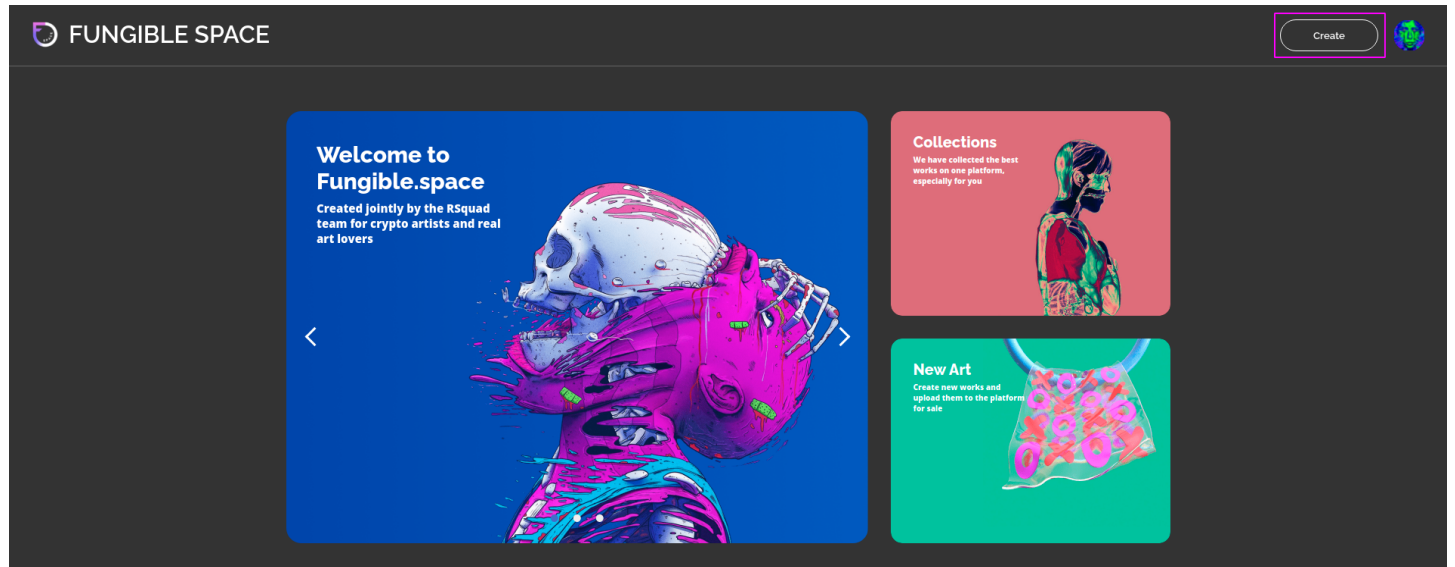 FUNGIBLE SPACE
Create
Welcome to
Fungible.space
Created jointly by the RSquad
team for crypto artists and real
art lovers
Collections
We have collected the best
works on one platform,
especially for you
New Art
Create new works and
upload them to the platform
for sale